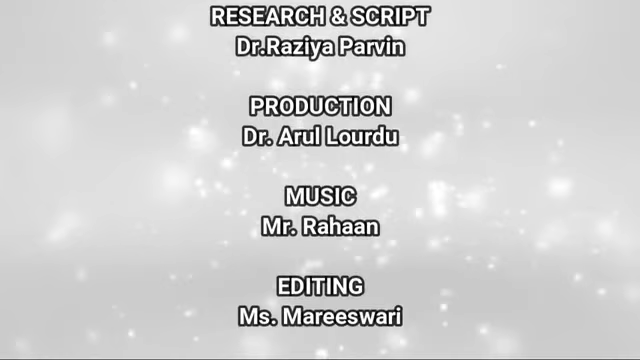 RESEARCH & SCRIPT
Dr.Raziya Parvin
PRODUCTION
Dr. Arul Lourdu
MUSIC
Mr. Rahaan
EDITING
Ms. Mareeswari